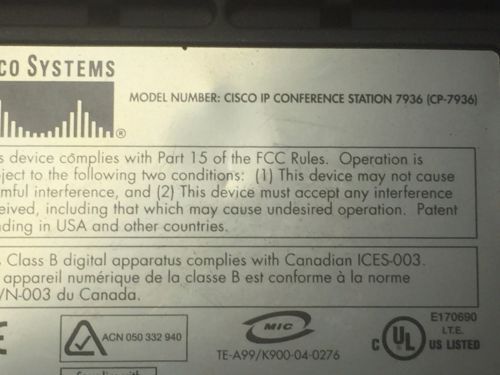 CO SYSTEMS
MODEL NUMBER: CISCO IP CONFERENCE STATION 7936 (CP-7936)
®
s device complies with Part 15 of the FCC Rules. Operation is
ject to the following two conditions: (1) This device may not cause
mful interference, and (2) This device must accept any interference
eived, including that which may cause undesired operation. Patent
ding in USA and other countries.
Class B digital apparatus complies with Canadian ICES-003.
appareil numérique de la classe B est conforme à la norme
/N-003 du Canada.
ACN 050 332 940
MIC
TE-A99/K900-04-0276
C UL US LISTED
E170690
I.T.E.
Complies with